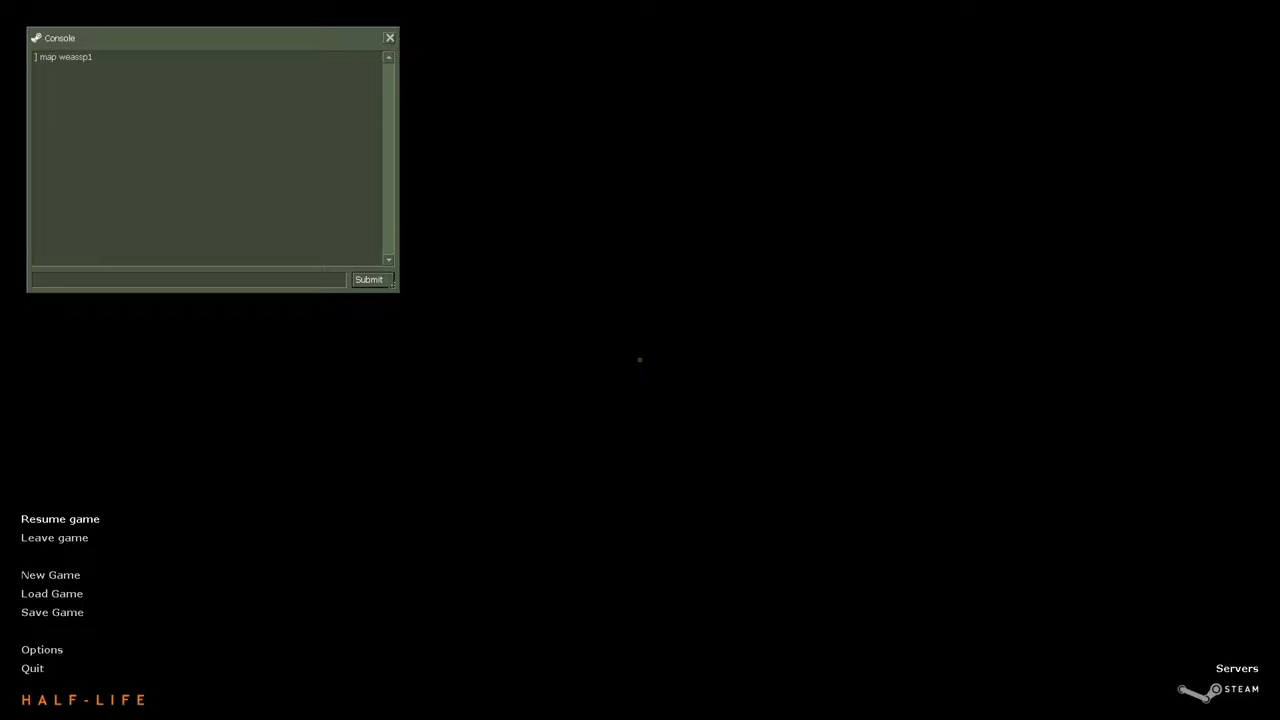 Console
] map weassp1
Submit
Resume game
Leave game
New Game
Load Game
Save Game
Options
Quit
Servers
HALF-LIFE
STEAM